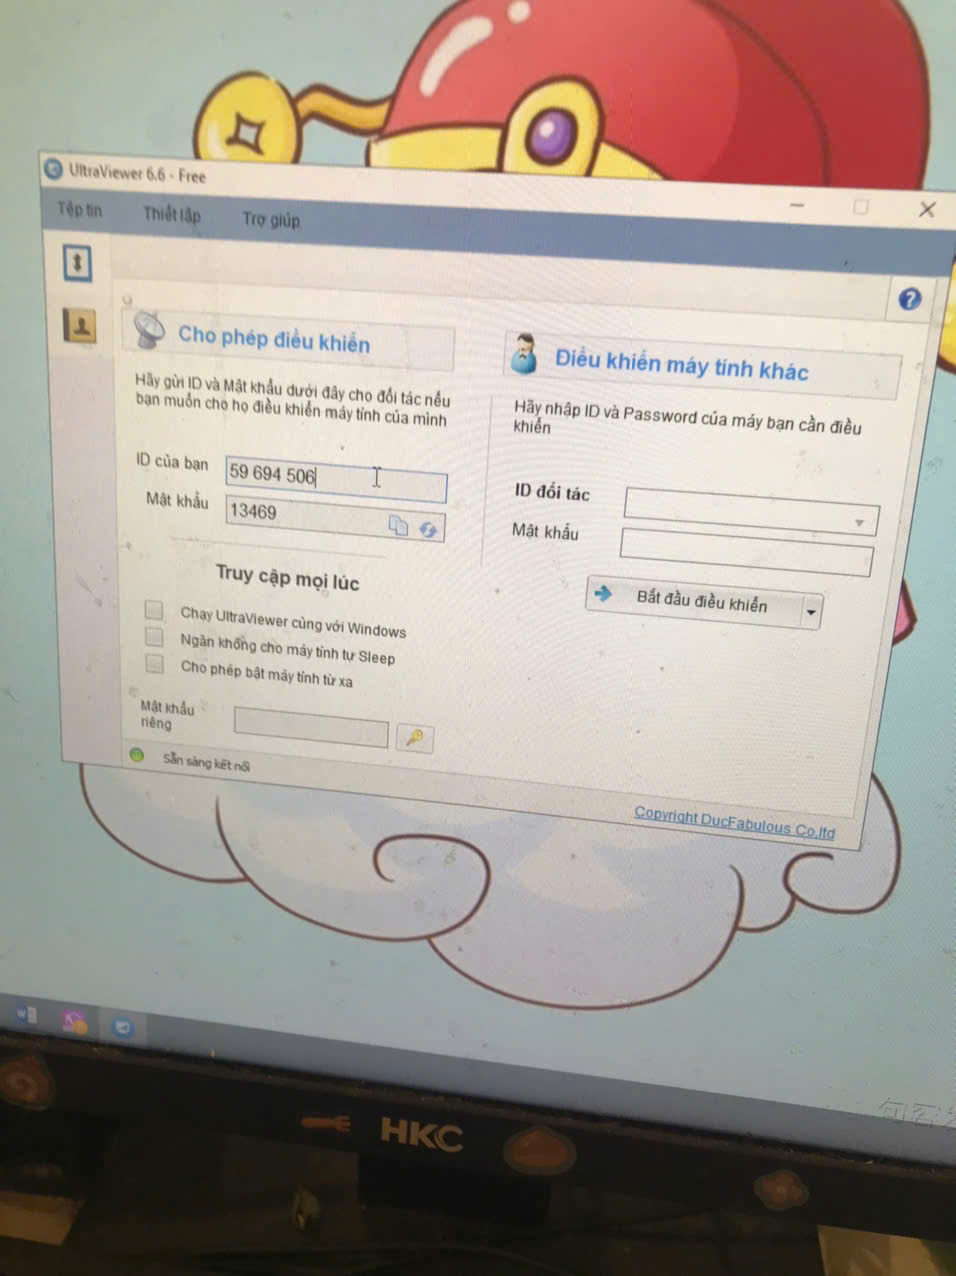 UltraViewer 6.6 - Free
Tệp tin Thiết lập Trợ giúp
Cho phép điều khiển
Hãy gửi ID và Mật khẩu dưới đây cho đối tác nếu
bạn muốn cho họ điều khiển máy tính của mình
ID của bạn 59 694 506
Mật khẩu 13469
Truy cập mọi lúc
Chạy UltraViewer cùng với Windows
Ngăn không cho máy tính tự Sleep
Cho phép bật máy tính từ xa
Mật khẩu
riêng
Sẵn sàng kết nối
Điều khiển máy tính khác
Hãy nhập ID và Password của máy bạn cần điều
khiển
ID đối tác
Mật khẩu
Bắt đầu điều khiển
Copyright DucFabulous Co,ltd
HKC